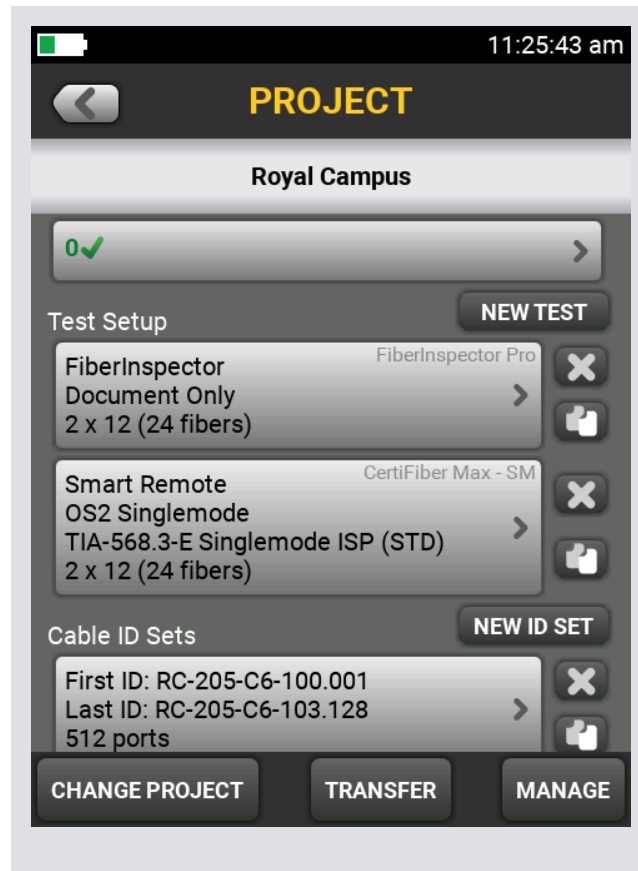 11:25:43 am
PROJECT
Royal Campus
0
Test Setup
NEW TEST
FiberInspector Pro
FiberInspector
Document Only
2 x 12 (24 fibers)
CertiFiber Max - SM
Smart Remote
OS2 Singlemode
TIA-568.3-E Singlemode ISP (STD)
2 x 12 (24 fibers)
Cable ID Sets
NEW ID SET
First ID: RC-205-C6-100.001
Last ID: RC-205-C6-103.128
512 ports
CHANGE PROJECT
TRANSFER
MANAGE